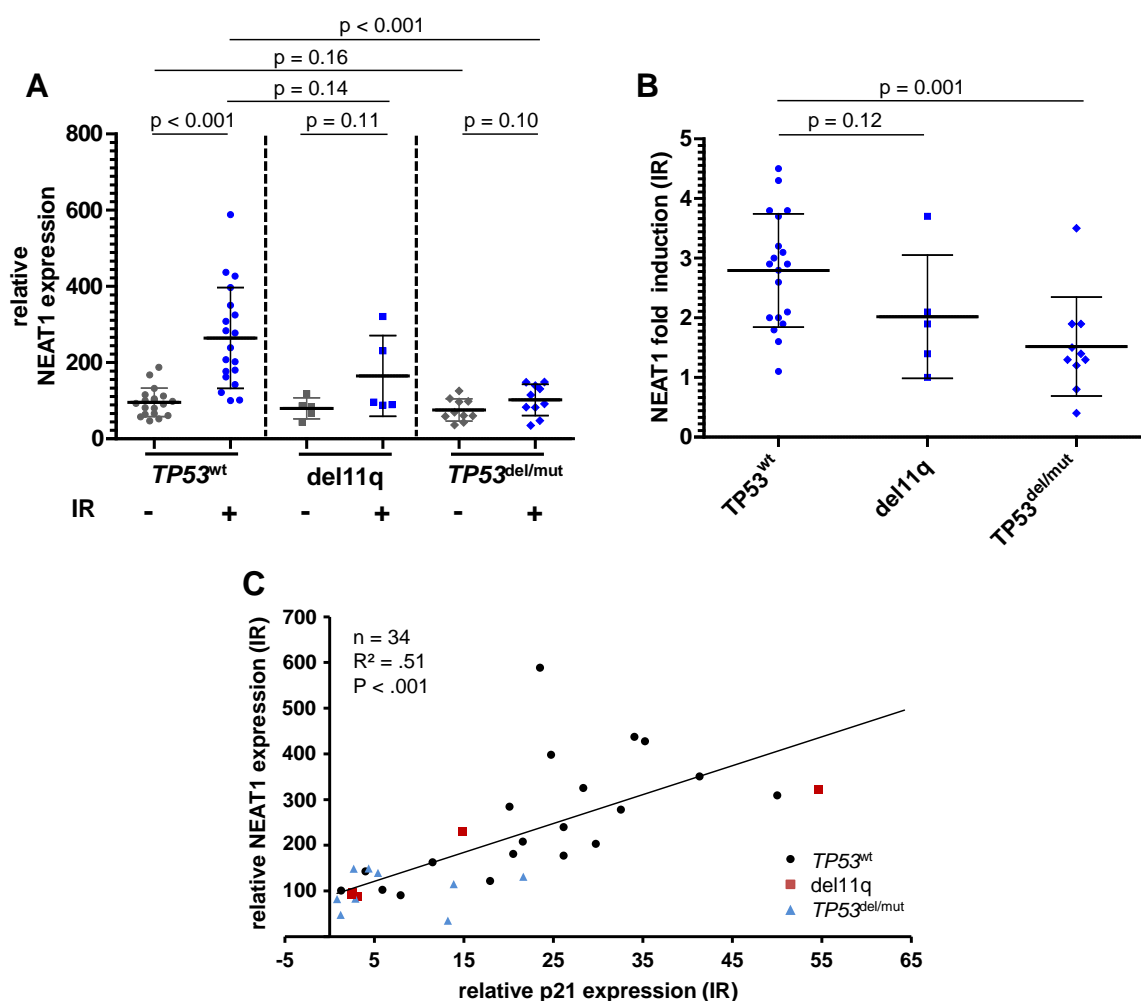 p < 0.001
p = 0.16
A
p = 0.14
p < 0.001
p = 0.11
p = 0.10
800
600
400
200
0
relative
NEAT1 expression
TP53wt
del11q
TP53del/mut
IR
-
+
-
+
-
+
B
p = 0.001
p = 0.12
5
4
3
2
1
0
NEAT1 fold induction (IR)
TP53wt
del11q
TP53del/mut
C
700
600
500
400
300
200
100
relative NEAT1 expression (IR)
n = 34
R² = .51
P < .001
TP53wt
del11q
TP53del/mut
-5 5 15 25 35 45 55 65
relative p21 expression (IR)